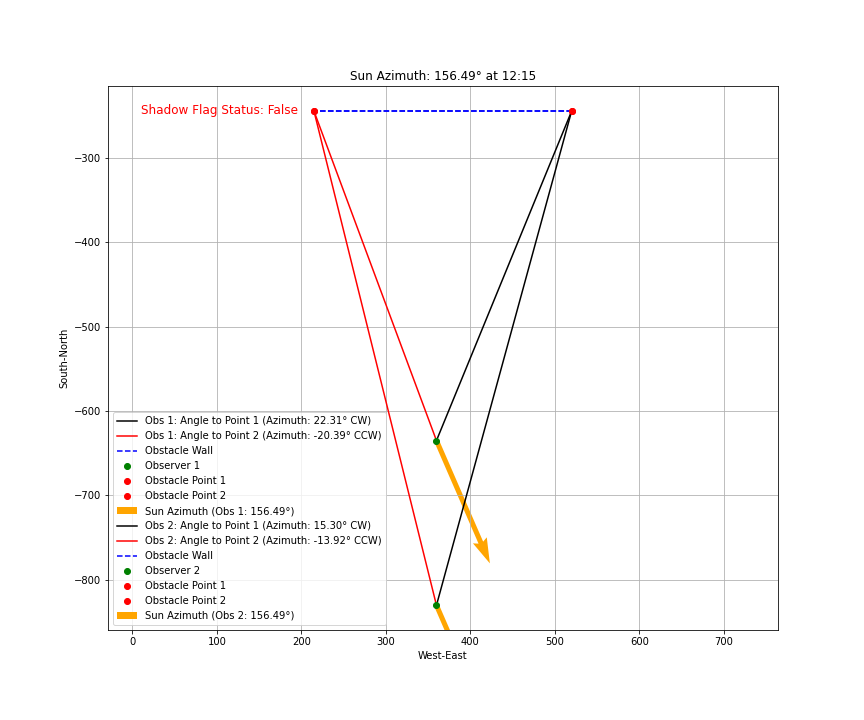 Sun Azimuth: 156.49° at 12:15
Shadow Flag Status: False
−300
−400
−500
−600
−700
−800
South-North
Obs 1: Angle to Point 1 (Azimuth: 22.31° CW)
Obs 1: Angle to Point 2 (Azimuth: -20.39° CCW)
Obstacle Wall
Observer 1
Obstacle Point 1
Obstacle Point 2
Sun Azimuth (Obs 1: 156.49°)
Obs 2: Angle to Point 1 (Azimuth: 15.30° CW)
Obs 2: Angle to Point 2 (Azimuth: -13.92° CCW)
Obstacle Wall
Observer 2
Obstacle Point 1
Obstacle Point 2
Sun Azimuth (Obs 2: 156.49°)
0 100 200 300 400 500 600 700
West-East